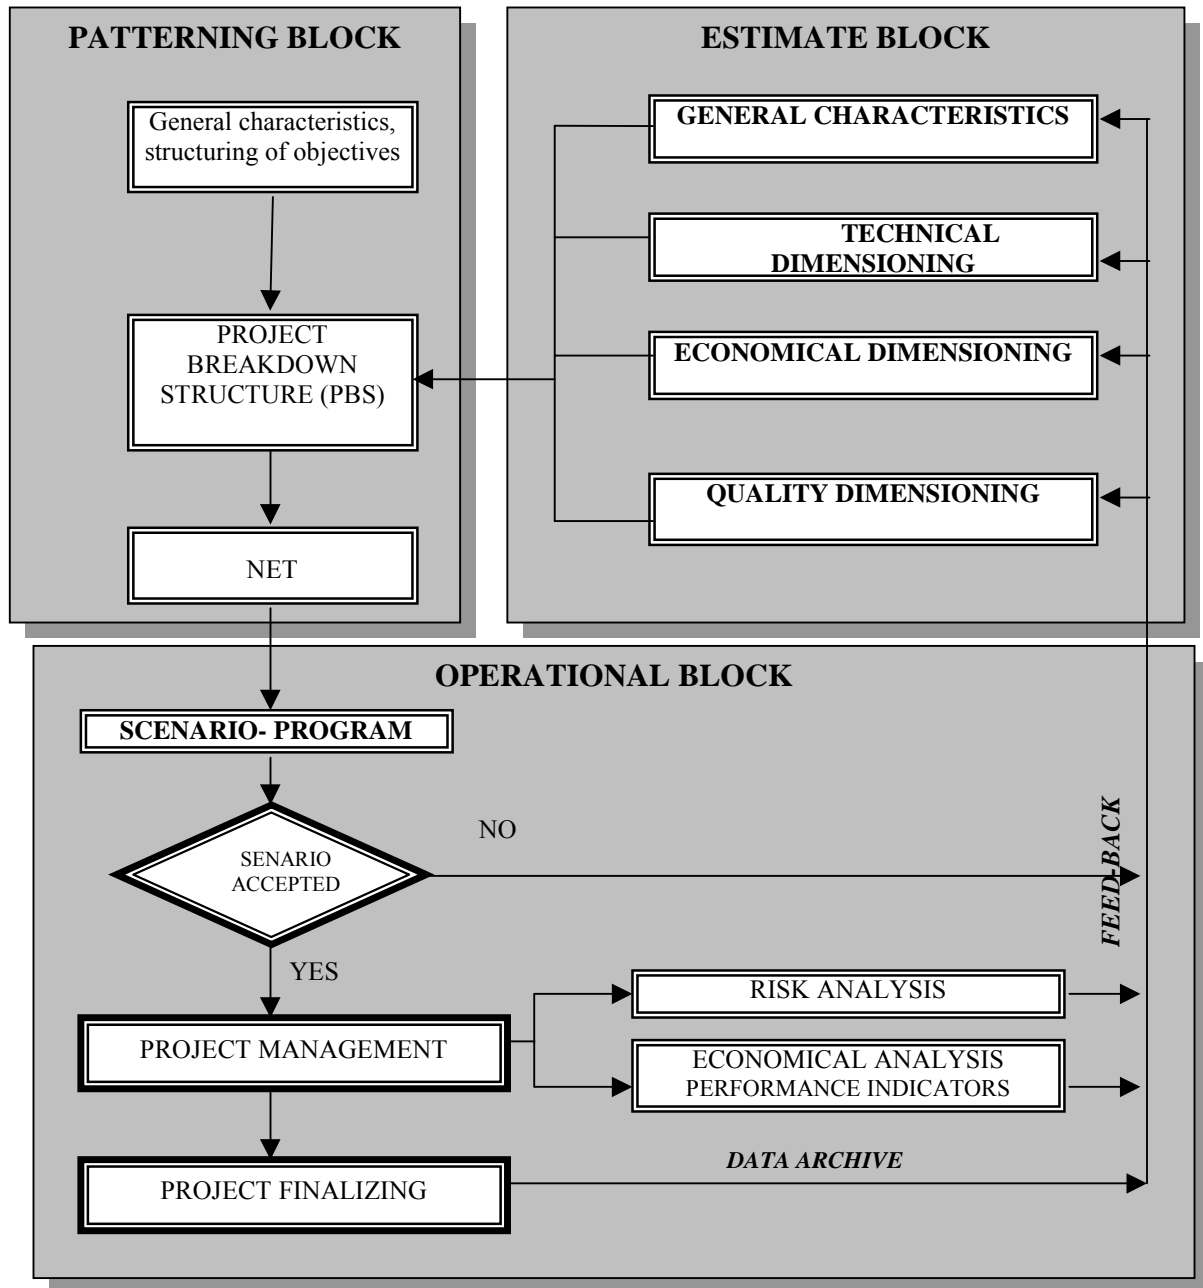 PATTERNING BLOCK
General characteristics,
structuring of objectives
PROJECT
BREAKDOWN
STRUCTURE (PBS)
NET
ESTIMATE BLOCK
GENERAL CHARACTERISTICS
TECHNICAL
DIMENSIONING
ECONOMICAL DIMENSIONING
QUALITY DIMENSIONING
OPERATIONAL BLOCK
SCENARIO- PROGRAM
SENARIO
ACCEPTED
NO
YES
FEED-BACK
PROJECT MANAGEMENT
RISK ANALYSIS
ECONOMICAL ANALYSIS
PERFORMANCE INDICATORS
PROJECT FINALIZING
DATA ARCHIVE